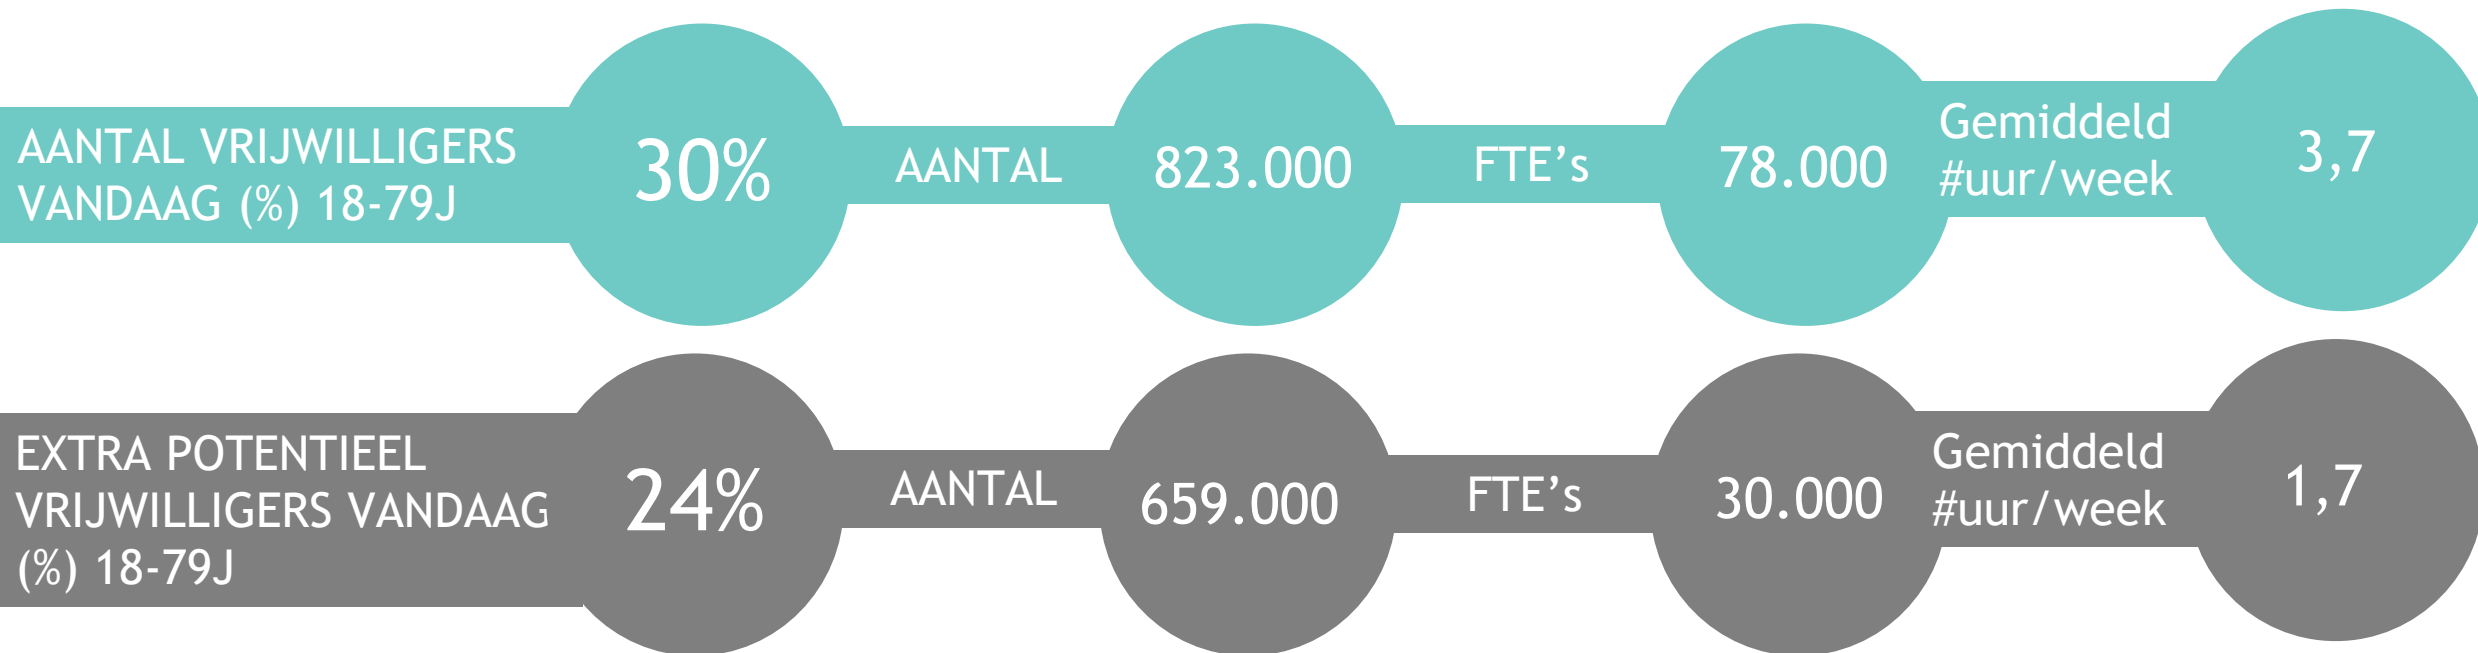 AANTAL VRIJWILLIGERS
VANDAAG (%) 18-79J
30%
AANTAL
823.000
FTE’s
78.000
Gemiddeld
#uur/week
3,7
EXTRA POTENTIEEL
VRIJWILLIGERS VANDAAG
(%) 18-79J
24%
AANTAL
659.000
FTE’s
30.000
Gemiddeld
#uur/week
1,7